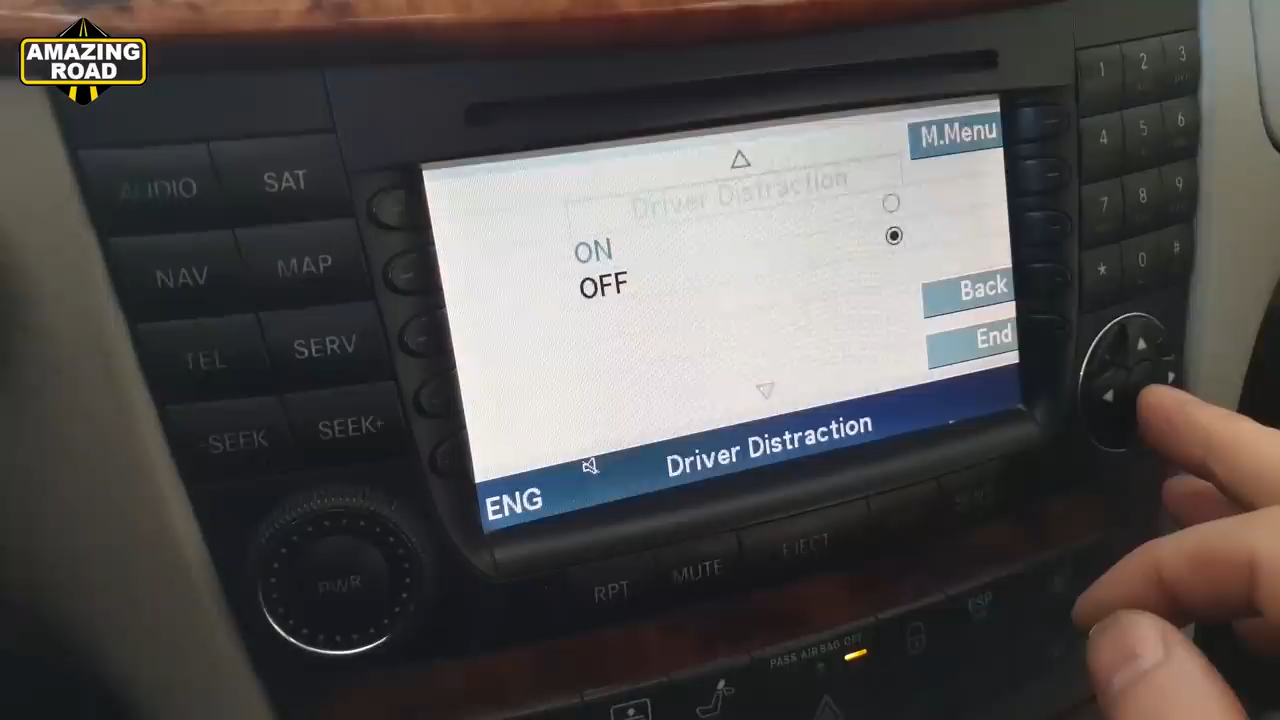 AMAZING
ROAD
M.Menu
Driver Distraction
ON
OFF
Back
End
Driver Distraction
ENG
AUDIO
SAT
NAV
MAP
TEL
SERV
-SEEK
SEEK+
PWR
RPT
MUTE
EJECT
PASS AIRBAG OFF
ESP
1
2
3
4
5
6
7
8
9
*
0
#